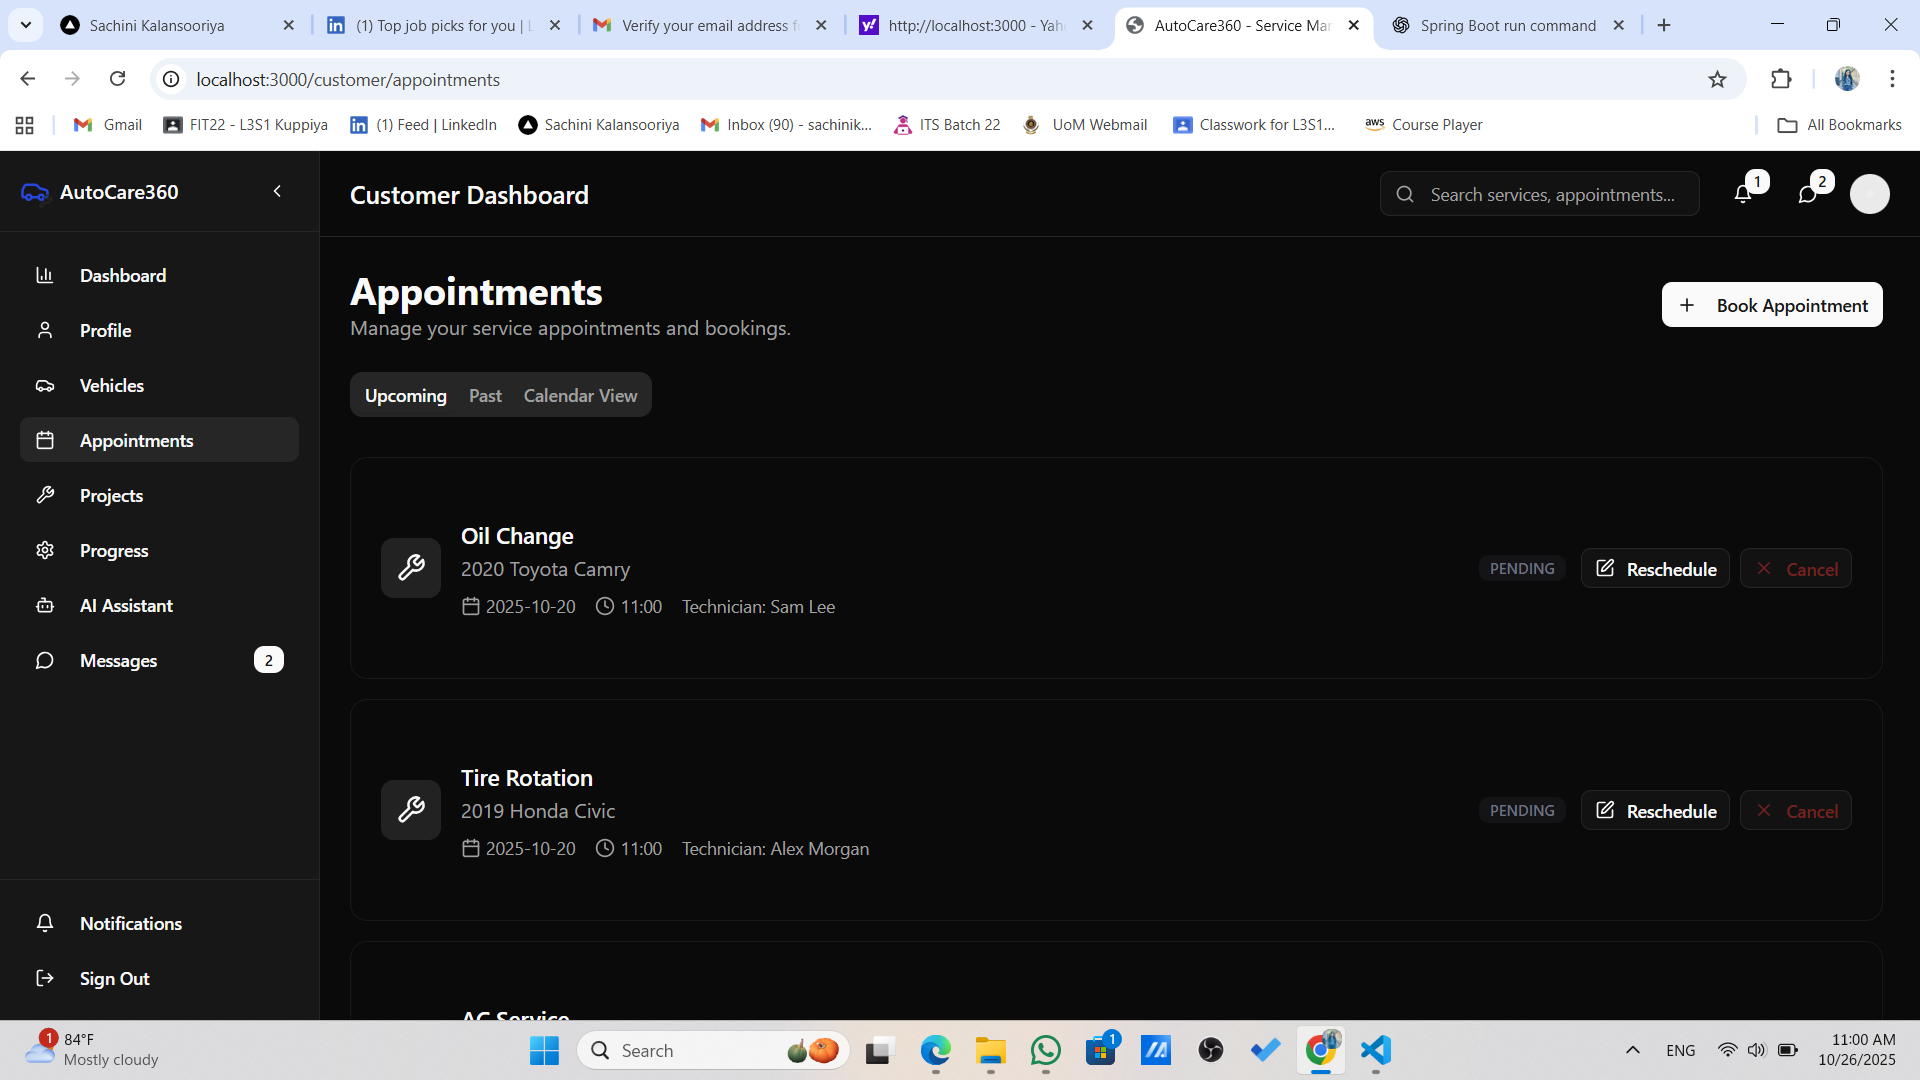 Sachini Kalansooriya
(1) Top job picks for you |
Verify your email address
http://localhost:3000 - Yah
AutoCare360 - Service Mar
Spring Boot run command
localhost:3000/customer/appointments
Gmail
FIT22 - L3S1 Kuppiya
(1) Feed | LinkedIn
Sachini Kalansooriya
Inbox (90) - sachinik...
ITS Batch 22
UoM Webmail
Classwork for L3S1...
aws
Course Player
All Bookmarks
AutoCare360
Customer Dashboard
Search services, appointments...
1
2
Dashboard
Profile
Vehicles
Appointments
Projects
Progress
AI Assistant
Messages
2
Notifications
Sign Out
Appointments
Manage your service appointments and bookings.
Book Appointment
Upcoming
Past
Calendar View
Oil Change
2020 Toyota Camry
2025-10-20
11:00
Technician: Sam Lee
PENDING
Reschedule
Cancel
Tire Rotation
2019 Honda Civic
2025-10-20
11:00
Technician: Alex Morgan
PENDING
Reschedule
Cancel
AC Service
1
84°F
Mostly cloudy
Search
1
ENG
11:00 AM
10/26/2025